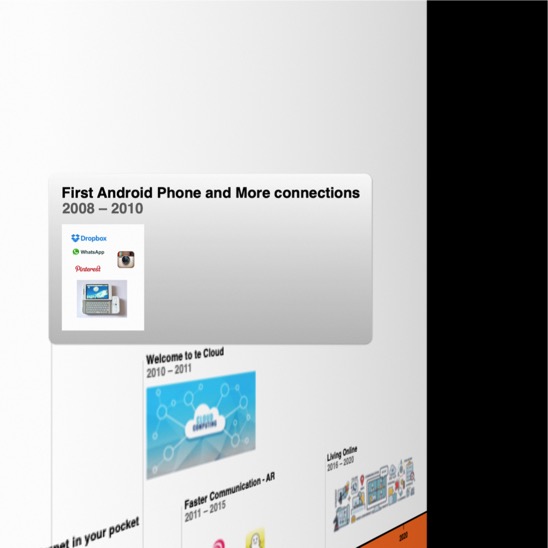 First Android Phone and More connections
2008 – 2010
Dropbox
WhatsApp
Pinterest
Welcome to te Cloud
2010 – 2011
CLOUD
COMPUTING
Living Online
2016 – 2020
Faster Communication - AR
2011 – 2015
net in your pocket
2020